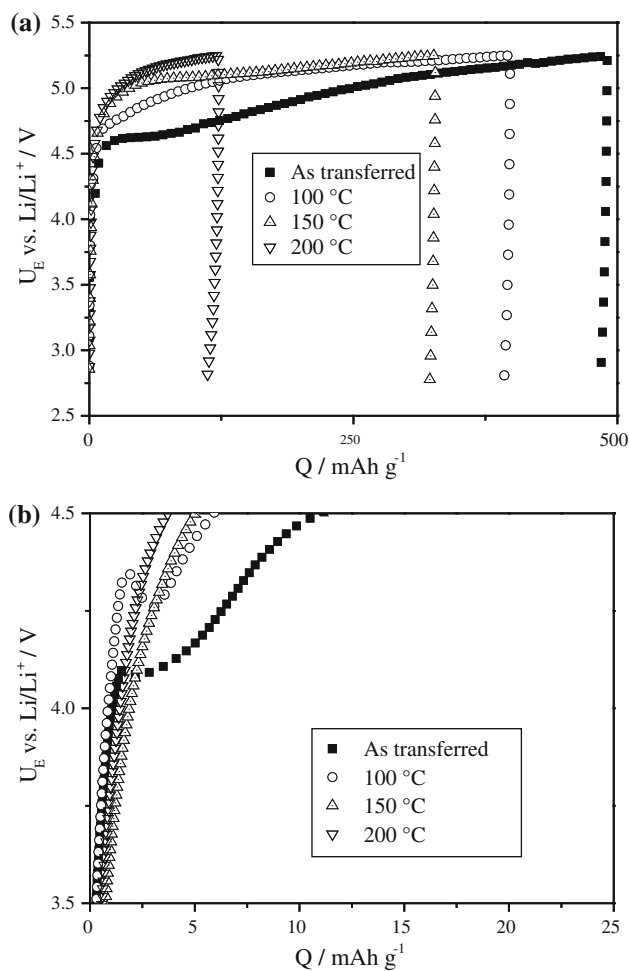 (a)
5.5
5.0
4.5
4.0
3.5
3.0
2.5
U_E vs. Li/Li⁺ / V
As transferred
100 °C
150 °C
200 °C
0
250
500
Q / mAh g⁻¹
(b)
4.5
4.0
3.5
U_E vs. Li/Li⁺ / V
As transferred
100 °C
150 °C
200 °C
0
5
10
15
20
25
Q / mAh g⁻¹